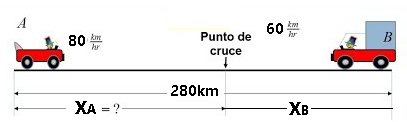 A
80 km/hr
Punto de
cruce
60 km/hr
B
280km
XA = ?
XB